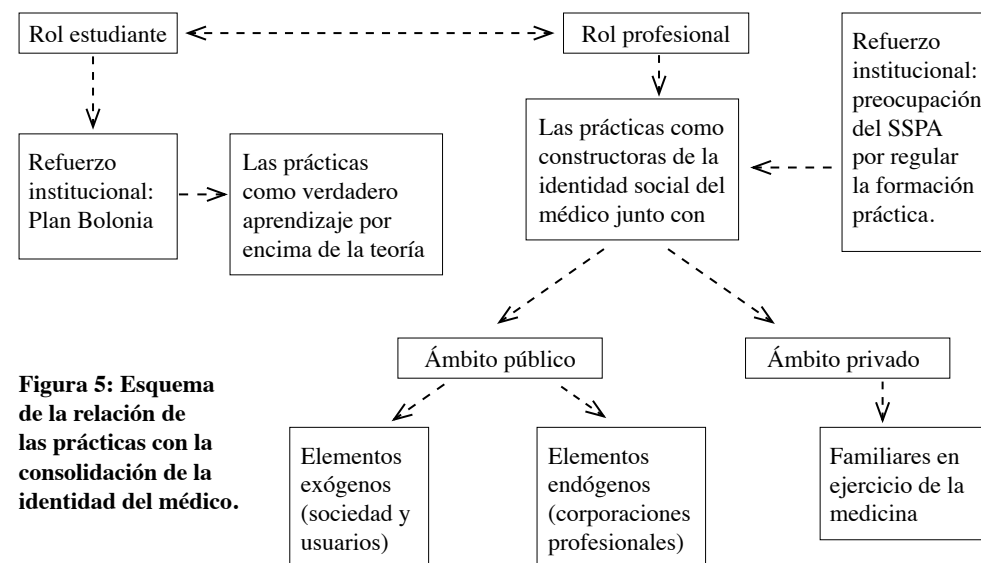 Rol estudiante
Rol profesional
Refuerzo
institucional:
preocupación
del SSPA
por regular
la formación
práctica.
Las prácticas como
constructoras de la
identidad social del
médico junto con
Refuerzo
institucional:
Plan Bolonia
Las prácticas
como verdadero
aprendizaje por
encima de la teoría
Ámbito público
Ámbito privado
Figura 5: Esquema
de la relación de
las prácticas con la
consolidación de la
identidad del médico.
Elementos
exógenos
(sociedad y
usuarios)
Elementos
endógenos
(corporaciones
profesionales)
Familiares en
ejercicio de la
medicina